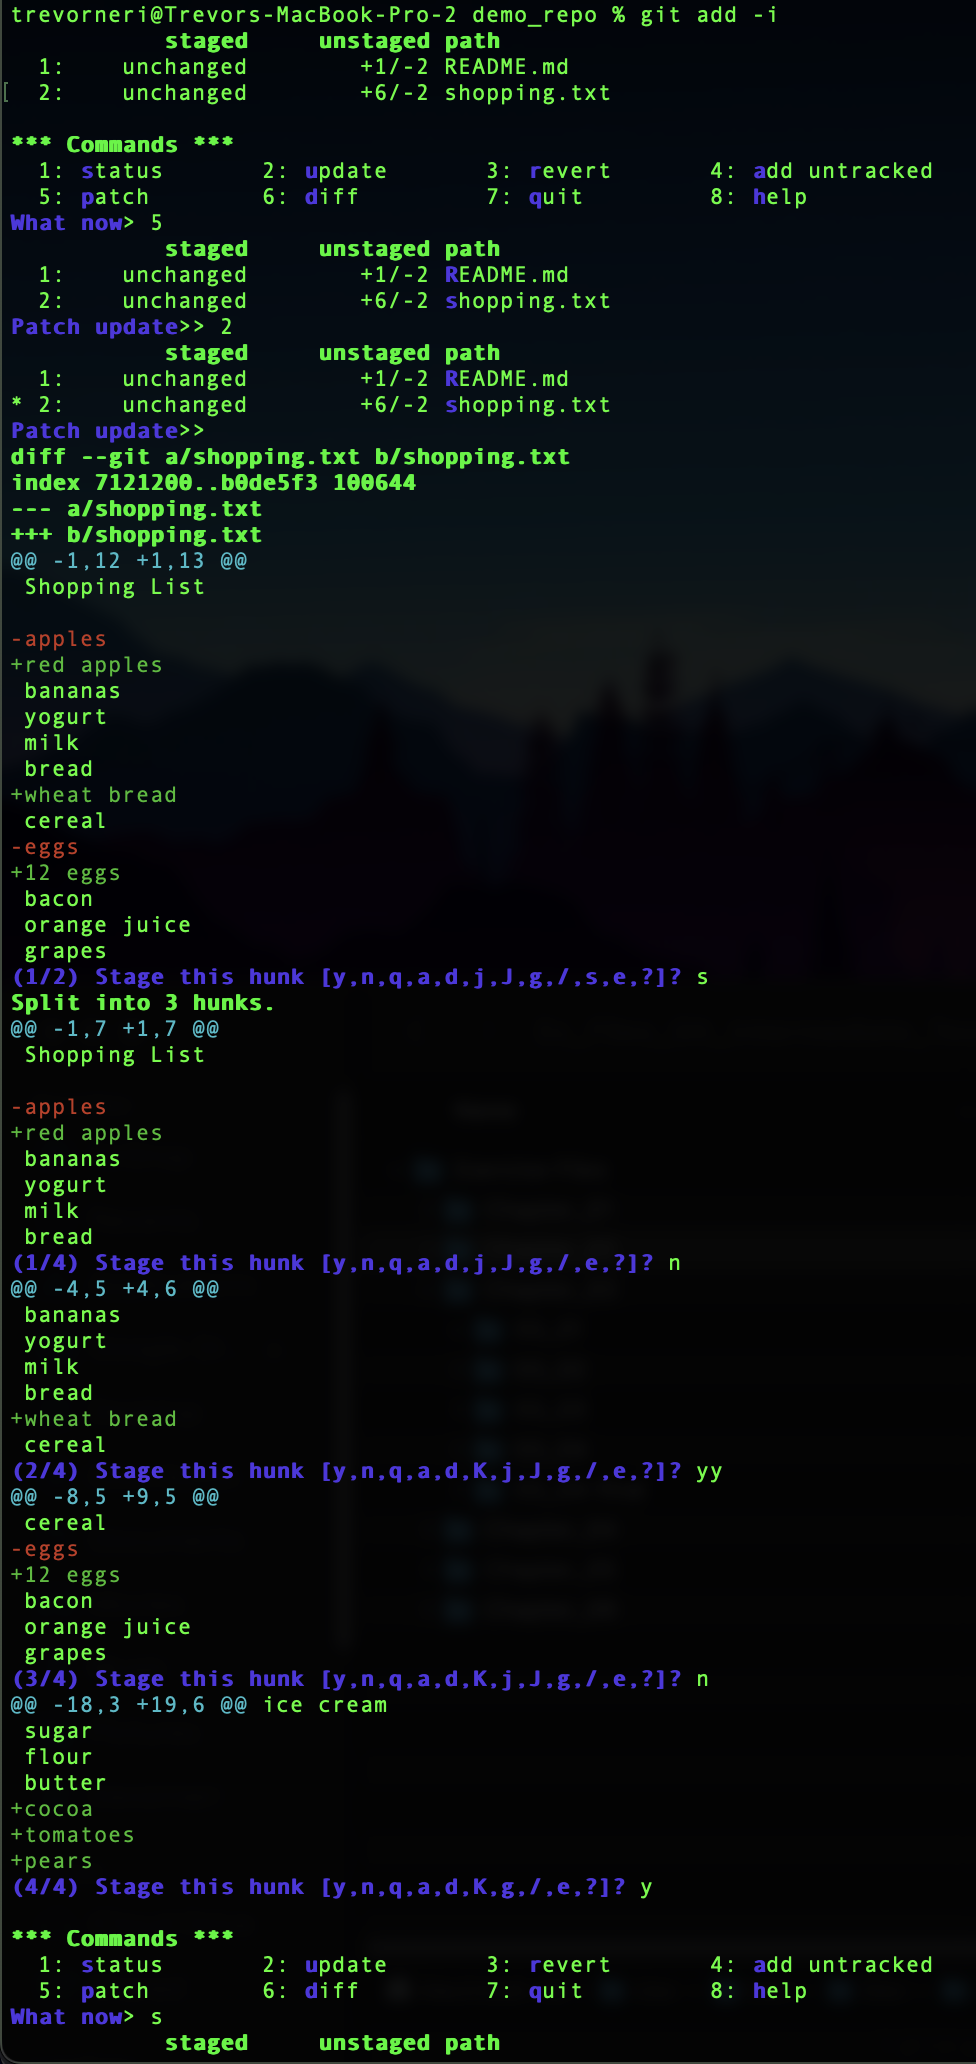 trevorneri@Trevors-MacBook-Pro-2 demo_repo % git add -i
           staged     unstaged path
  1:    unchanged        +1/-2 README.md
[ 2:    unchanged        +6/-2 shopping.txt

*** Commands ***
  1: status       2: update       3: revert       4: add untracked
  5: patch        6: diff         7: quit         8: help
What now> 5
           staged     unstaged path
  1:    unchanged        +1/-2 README.md
  2:    unchanged        +6/-2 shopping.txt
Patch update>> 2
           staged     unstaged path
  1:    unchanged        +1/-2 README.md
* 2:    unchanged        +6/-2 shopping.txt
Patch update>>
diff --git a/shopping.txt b/shopping.txt
index 7121200..b0de5f3 100644
--- a/shopping.txt
+++ b/shopping.txt
@@ -1,12 +1,13 @@
 Shopping List

-apples
+red apples
 bananas
 yogurt
 milk
 bread
+wheat bread
 cereal
-eggs
+12 eggs
 bacon
 orange juice
 grapes
(1/2) Stage this hunk [y,n,q,a,d,j,J,g,/,s,e,?]? s
Split into 3 hunks.
@@ -1,7 +1,7 @@
 Shopping List

-apples
+red apples
 bananas
 yogurt
 milk
 bread
(1/4) Stage this hunk [y,n,q,a,d,j,J,g,/,e,?]? n
@@ -4,5 +4,6 @@
 bananas
 yogurt
 milk
 bread
+wheat bread
 cereal
(2/4) Stage this hunk [y,n,q,a,d,K,j,J,g,/,e,?]? yy
@@ -8,5 +9,5 @@
 cereal
-eggs
+12 eggs
 bacon
 orange juice
 grapes
(3/4) Stage this hunk [y,n,q,a,d,K,j,J,g,/,e,?]? n
@@ -18,3 +19,6 @@ ice cream
 sugar
 flour
 butter
+cocoa
+tomatoes
+pears
(4/4) Stage this hunk [y,n,q,a,d,K,g,/,e,?]? y

*** Commands ***
  1: status       2: update       3: revert       4: add untracked
  5: patch        6: diff         7: quit         8: help
What now> s
           staged     unstaged path